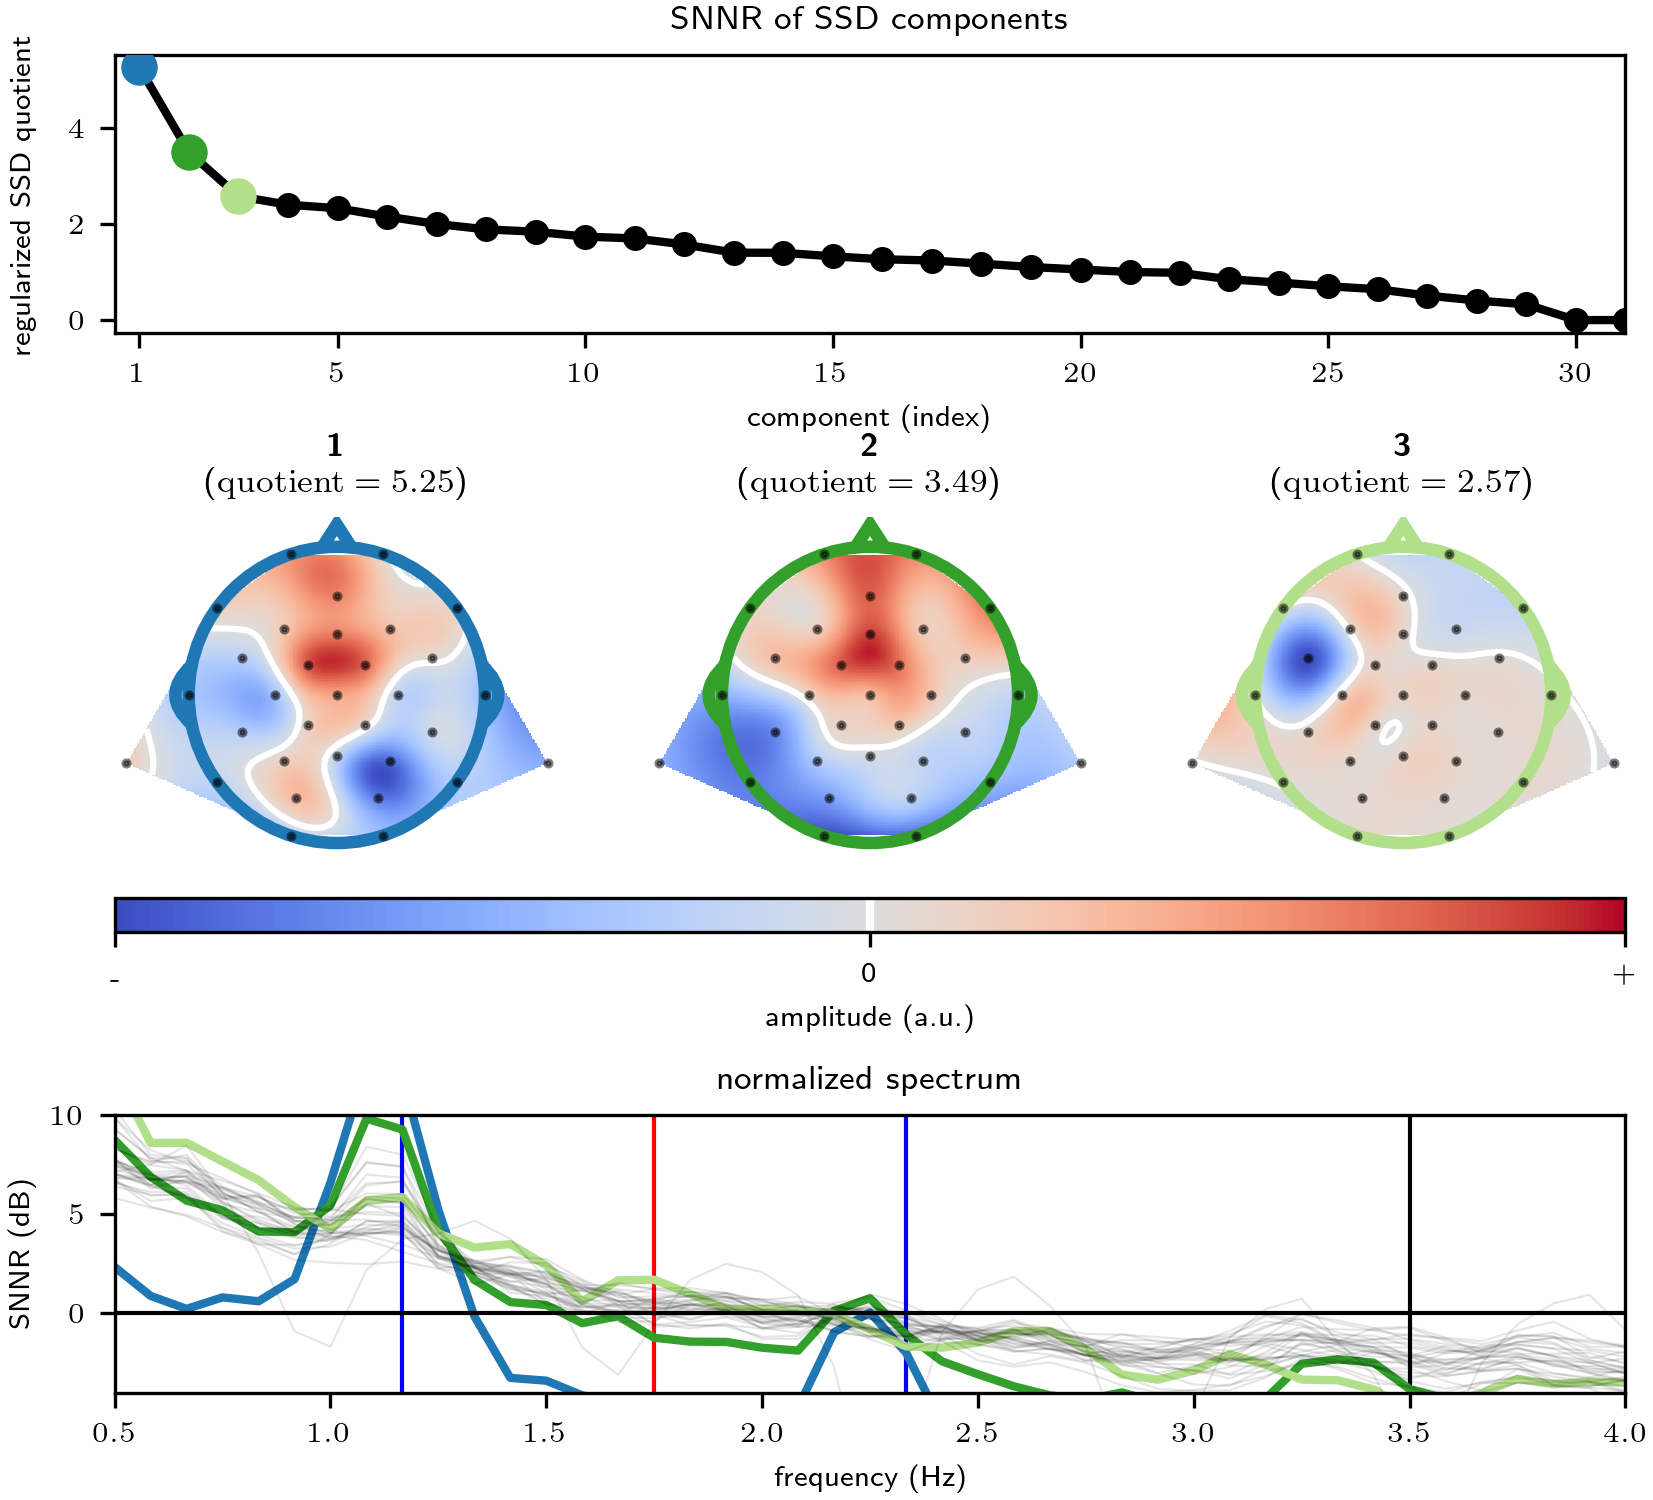 SNNR of SSD components
regularized SSD quotient
4
2
0
1 5 10 15 20 25 30
component (index)
1 2 3
(quotient = 5.25) (quotient = 3.49) (quotient = 2.57)
- 0 +
amplitude (a.u.)
normalized spectrum
SNNR (dB)
10
5
0
0.5 1.0 1.5 2.0 2.5 3.0 3.5 4.0
frequency (Hz)